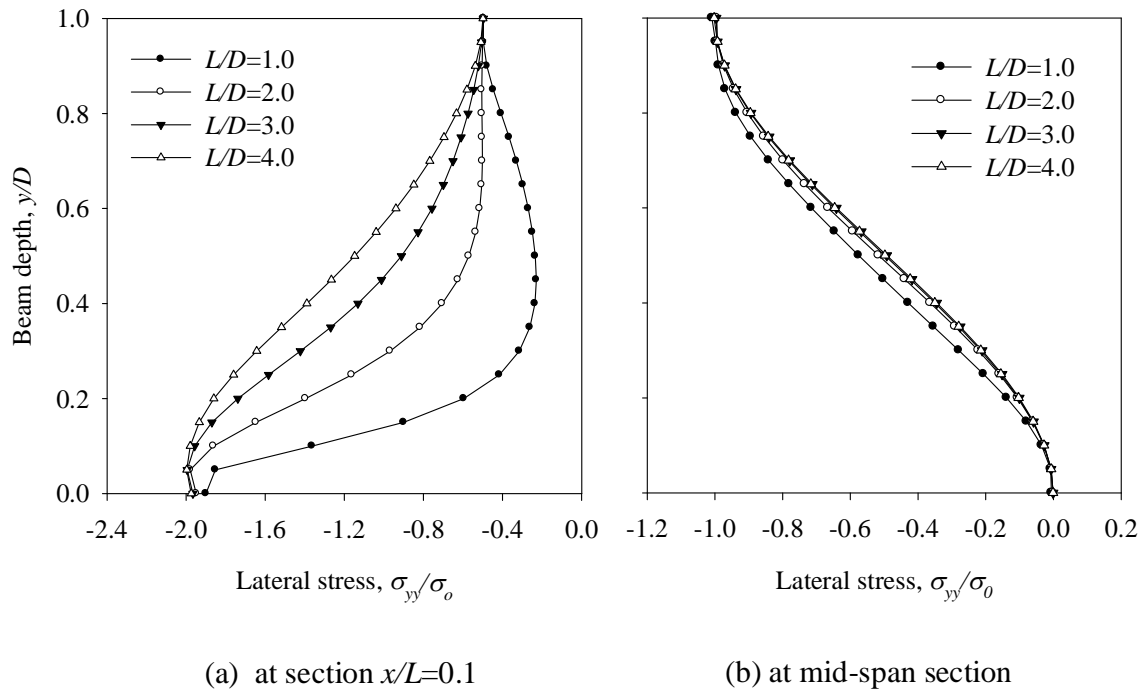 1.0
0.8
0.6
0.4
0.2
0.0
Beam depth, y/D
L/D=1.0
L/D=2.0
L/D=3.0
L/D=4.0
-2.4 -2.0 -1.6 -1.2 -0.8 -0.4 0.0
Lateral stress, σyy/σo
(a) at section x/L=0.1
L/D=1.0
L/D=2.0
L/D=3.0
L/D=4.0
-1.2 -1.0 -0.8 -0.6 -0.4 -0.2 0.0 0.2
Lateral stress, σyy/σ0
(b) at mid-span section